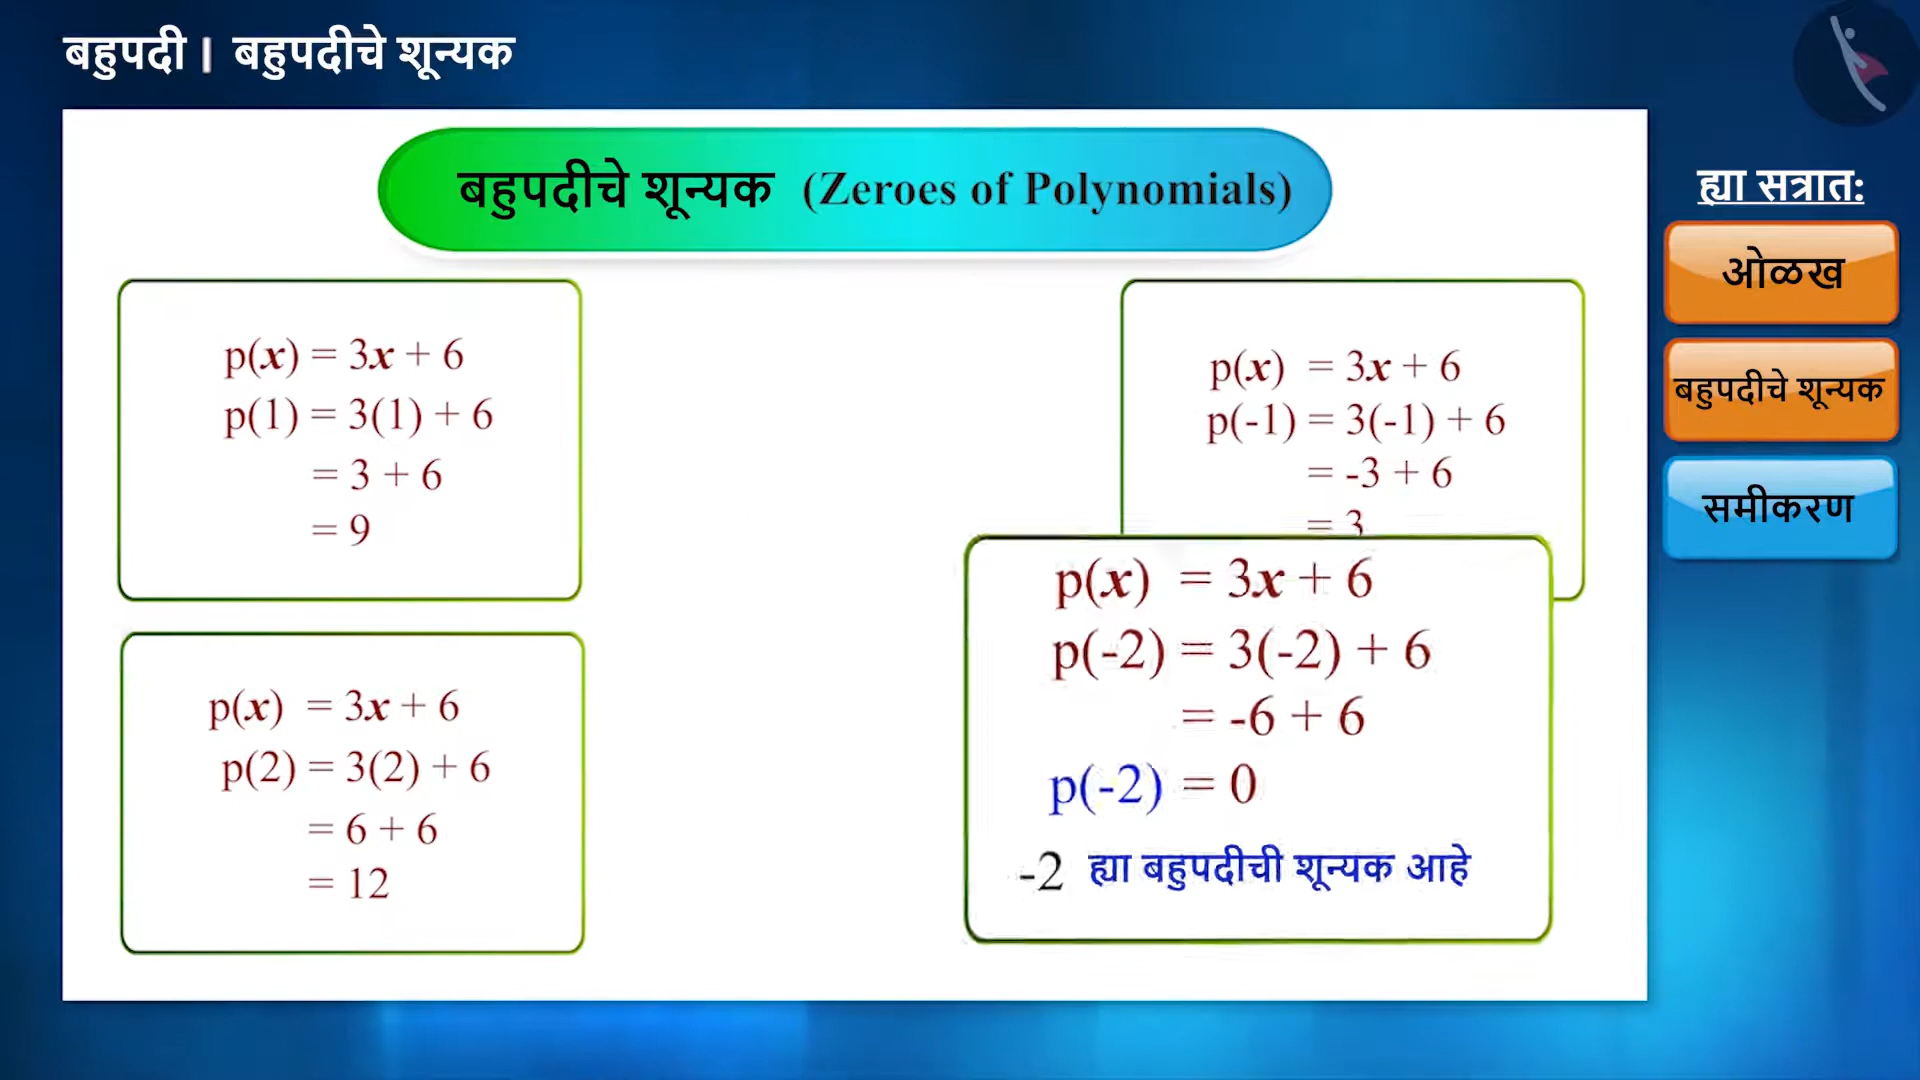 बहुपदी | बहुपदीचे शून्यक
बहुपदीचे शून्यक (Zeroes of Polynomials)
p(x) = 3x + 6
p(1) = 3(1) + 6
= 3 + 6
= 9
p(x) = 3x + 6
p(2) = 3(2) + 6
= 6 + 6
= 12
p(x) = 3x + 6
p(-1) = 3(-1) + 6
= -3 + 6
= 3
p(x) = 3x + 6
p(-2) = 3(-2) + 6
= -6 + 6
p(-2) = 0
-2 ह्या बहुपदीची शून्यक आहे
ह्या सत्रात:
ओळख
बहुपदीचे शून्यक
समीकरण